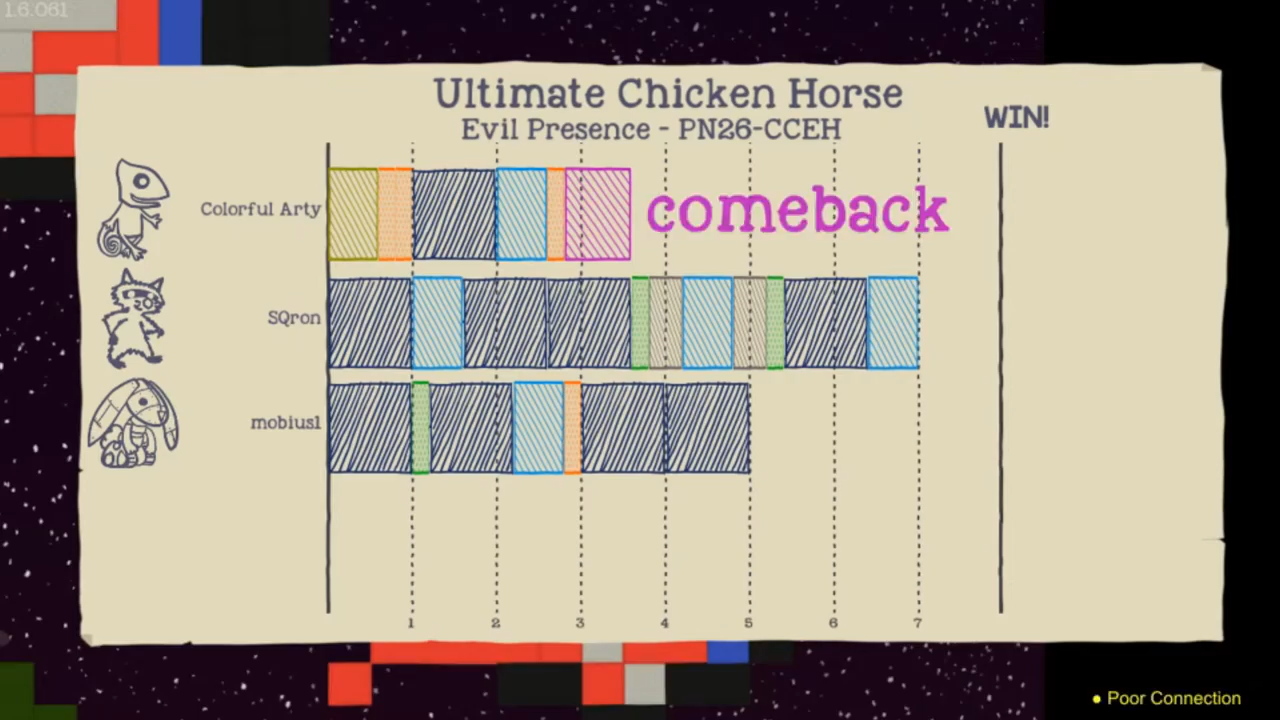 1.6.061
Ultimate Chicken Horse
Evil Presence - PN26-CCEH
WIN!
Colorful Arty
comeback
SQron
mobius1
1 2 3 4 5 6 7
Poor Connection